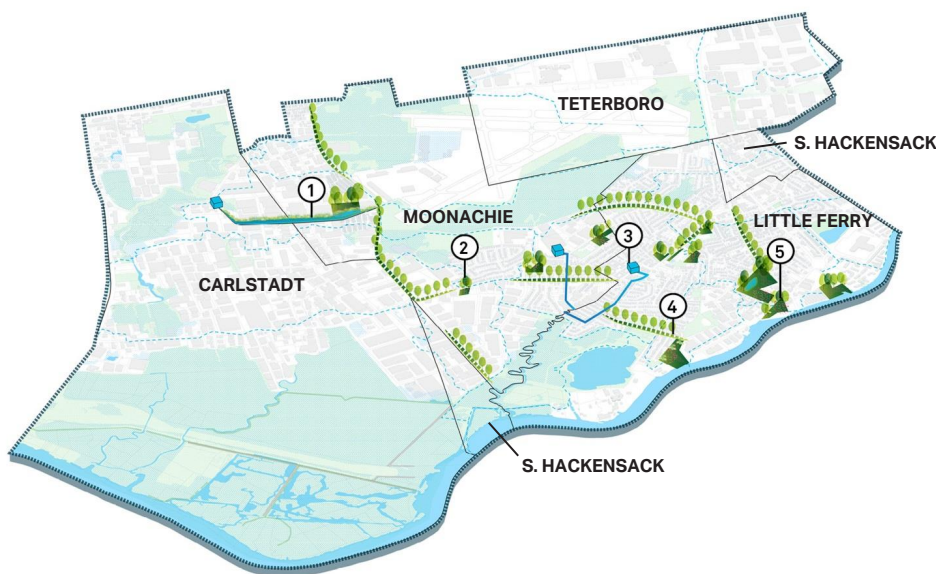 TETERBORO
S. HACKENSACK
1
MOONACHIE
LITTLE FERRY
2
3
5
CARLSTADT
4
S. HACKENSACK